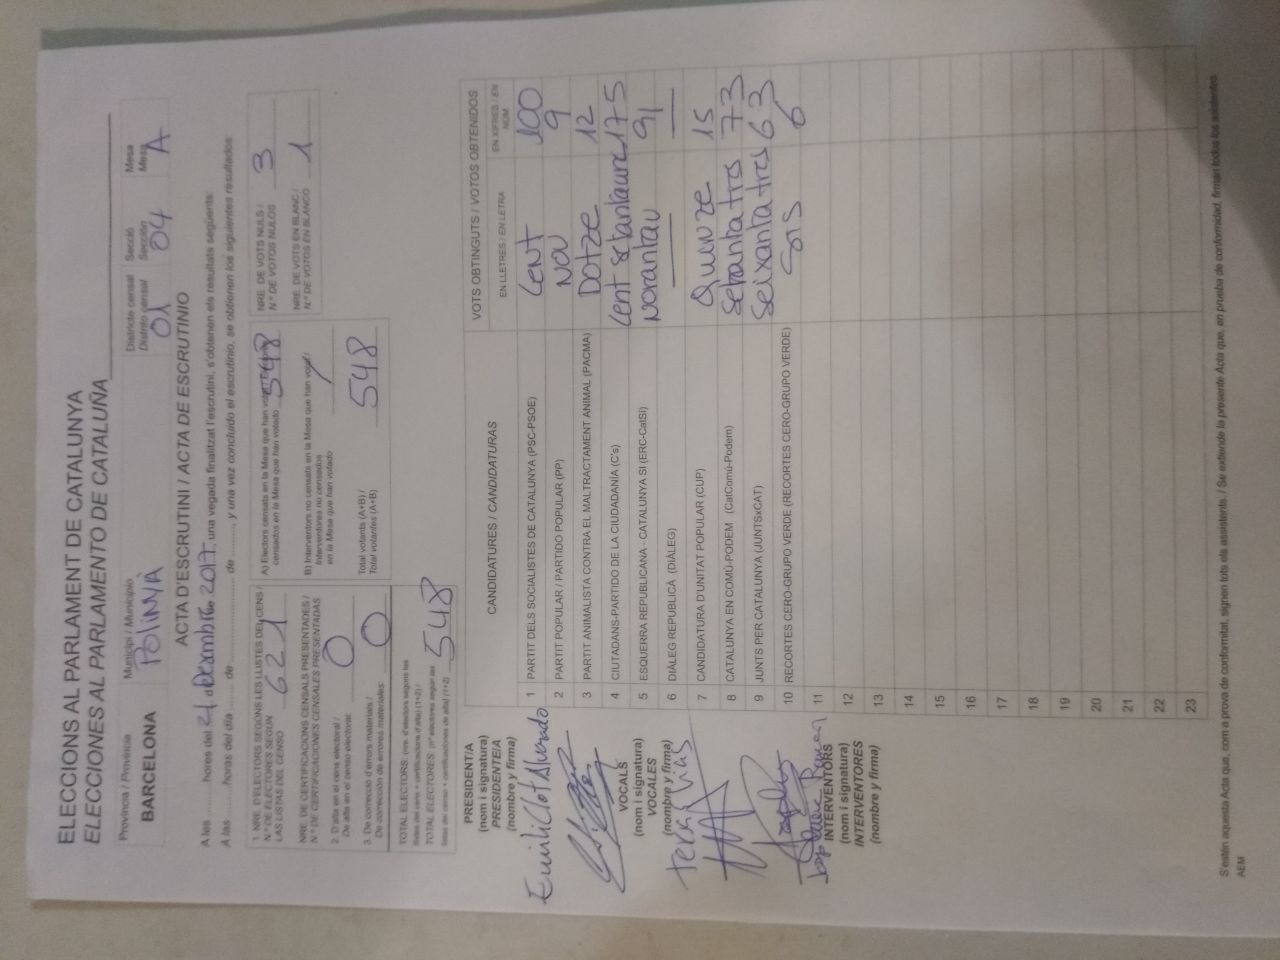 ELECCIONS AL PARLAMENT DE CATALUNYA
ELECCIONES AL PARLAMENTO DE CATALUÑA
Província / Provincia
BARCELONA
Municipi / Municipio
POLINYÀ
Districte censal
Distrito censal
01
Secció
Sección
04
Mesa
Mesa
A
ACTA D'ESCRUTINI / ACTA DE ESCRUTINIO
A les ......... hores del 21 de Desembre 2017, una vegada finalitzat l'escrutini, s'obtenen els resultats següents:
A las ......... horas del día ...... de .................. de ........., y una vez concluido el escrutinio, se obtienen los siguientes resultados:
1. NRE. D'ELECTORS SEGONS LES LLISTES DEL CENS /
N.º DE ELECTORES SEGÚN
LAS LISTAS DEL CENSO 621
NRE. DE CERTIFICACIONS CENSALS PRESENTADES /
N.º DE CERTIFICACIONES CENSALES PRESENTADAS
2. D'alta en el cens electoral /
De alta en el censo electoral: 0
3. De correcció d'errors materials /
De corrección de errores materiales: 0
TOTAL ELECTORS: (nre. d'electors segons les
llistes del cens + certificacions d'alta) (1+2) /
TOTAL ELECTORES: (nº electores según las
listas del censo + certificaciones de alta) (1+2) 548
A) Electors censats en la Mesa que han votat
censados en la Mesa que han votado 548
B) Interventors no censats en la Mesa que han votat /
Interventores no censados
en la Mesa que han votado
Total votants (A+B) /
Total votantes (A+B) 548
NRE. DE VOTS NULS /
N.º DE VOTOS NULOS 3
NRE. DE VOTS EN BLANC /
N.º DE VOTOS EN BLANCO 1
PRESIDENT/A
(nom i signatura)
PRESIDENTE/A
(nombre y firma)
VOCALS
(nom i signatura)
VOCALES
(nombre y firma)
INTERVENTORS
(nom i signatura)
INTERVENTORES
(nombre y firma)
CANDIDATURES / CANDIDATURAS
VOTS OBTINGUTS / VOTOS OBTENIDOS
EN LLETRES / EN LETRA
EN XIFRES / EN NÚM.
1 PARTIT DELS SOCIALISTES DE CATALUNYA (PSC-PSOE) CENT 100
2 PARTIT POPULAR / PARTIDO POPULAR (PP) NOU 9
3 PARTIT ANIMALISTA CONTRA EL MALTRACTAMENT ANIMAL (PACMA) DOTZE 12
4 CIUTADANS-PARTIDO DE LA CIUDADANÍA (C's) Cent 175
5 ESQUERRA REPUBLICANA - CATALUNYA SÍ (ERC-CatSí) 91
6 DIÀLEG REPUBLICÀ (DIÀLEG)
7 CANDIDATURA D'UNITAT POPULAR (CUP) Quinze 15
8 CATALUNYA EN COMÚ-PODEM (CatComú-Podem) setanta tres 73
9 JUNTS PER CATALUNYA (JUNTSxCAT) seixanta tres 63
10 RECORTES CERO-GRUPO VERDE (RECORTES CERO-GRUPO VERDE) SIS 6
11
12
13
14
15
16
17
18
19
20
21
22
23
S'estén aquesta Acta que, com a prova de conformitat, signen tots els assistents. / Se extiende la presente Acta que, en prueba de conformidad, firman todos los asistentes
AEM